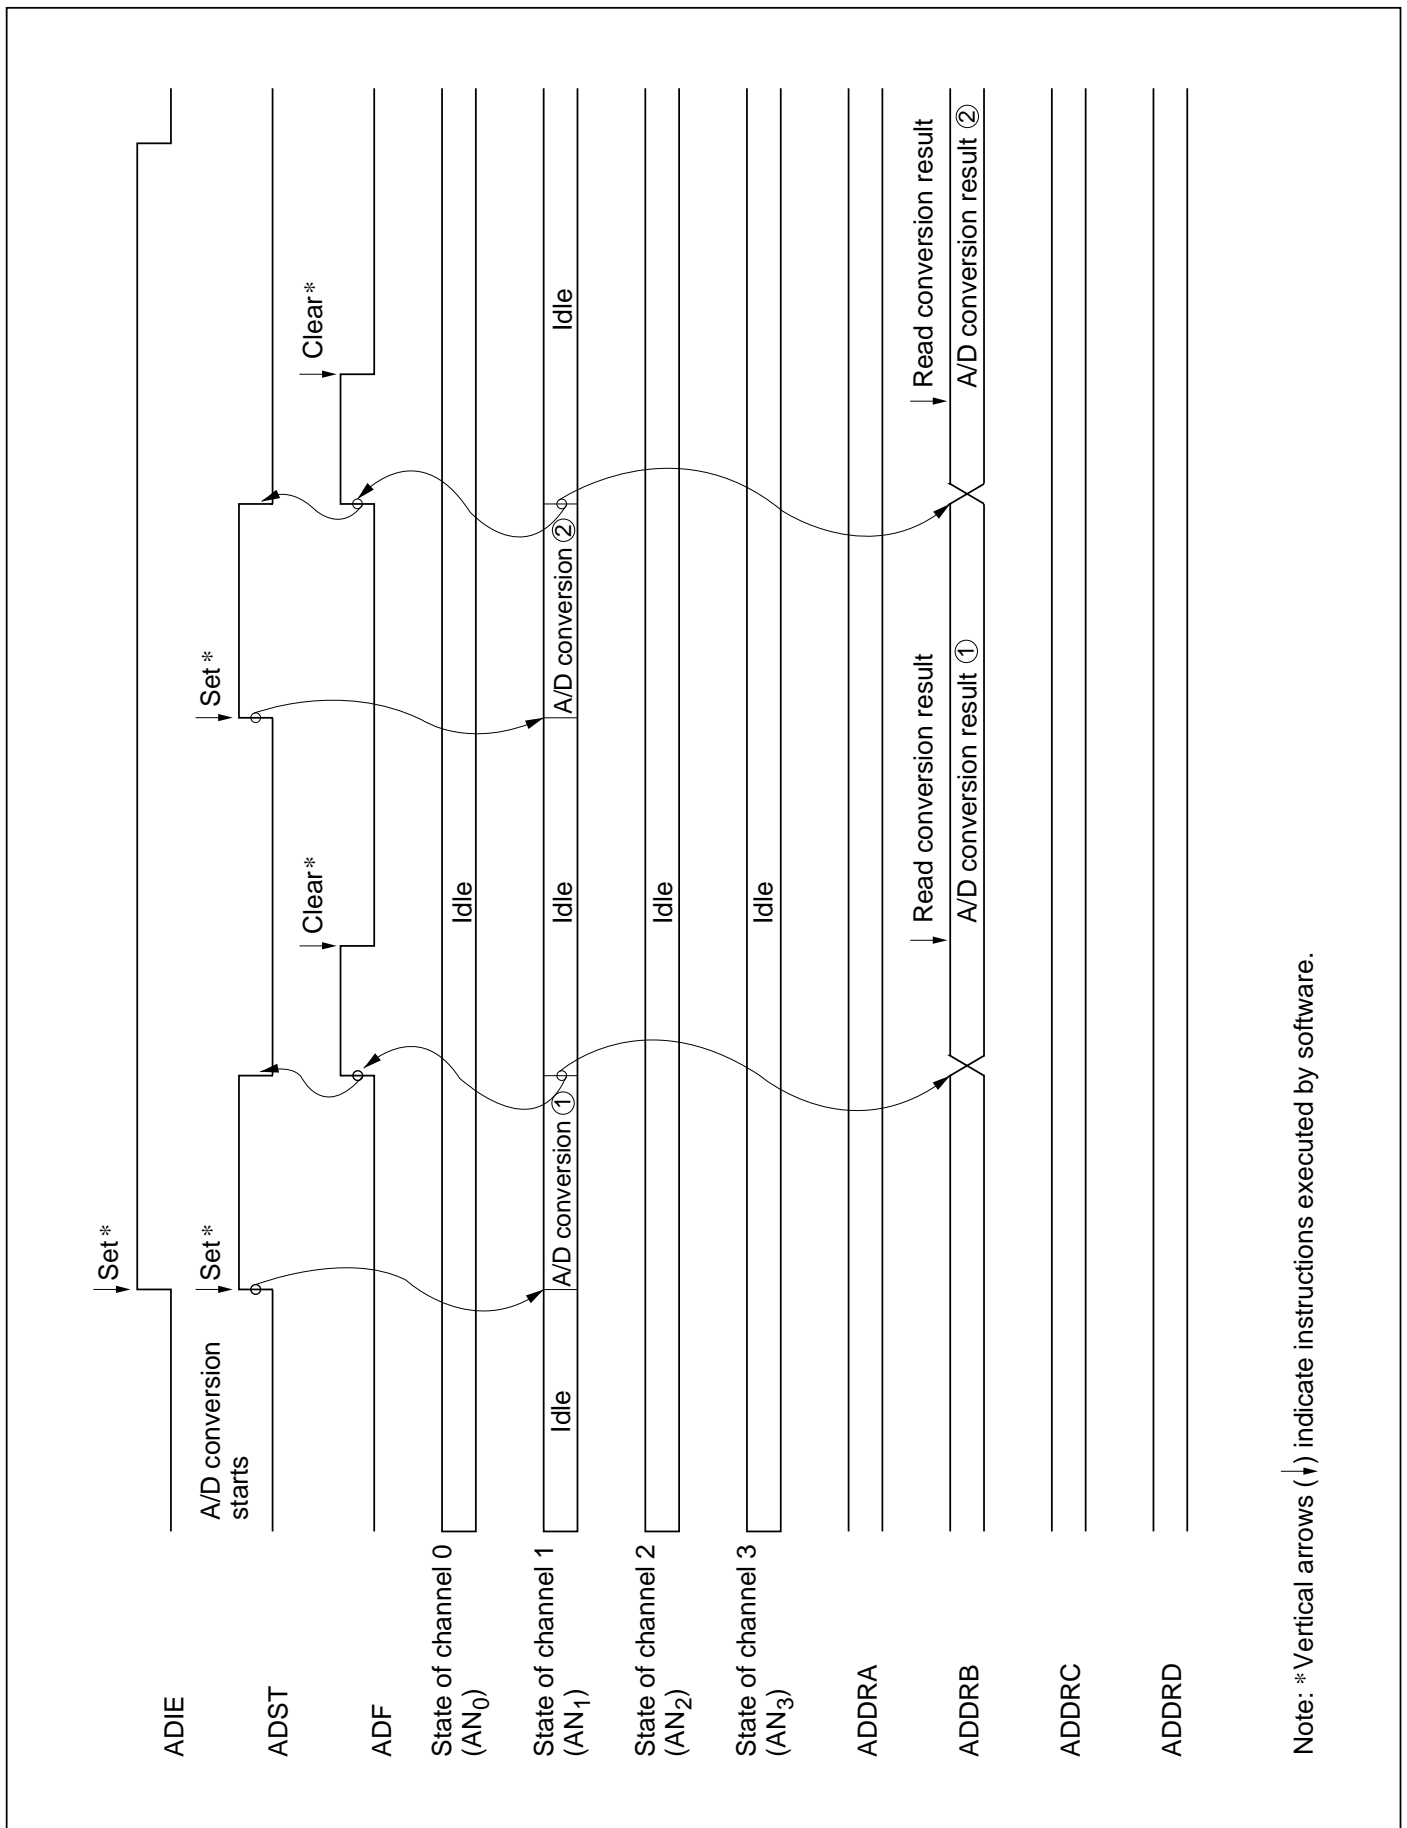 ADIE
Set*
ADST
A/D conversion
starts
Set*
Set*
ADF
Clear*
Clear*
State of channel 0
(AN0)
Idle
State of channel 1
(AN1)
Idle
A/D conversion ①
Idle
A/D conversion ②
Idle
State of channel 2
(AN2)
Idle
State of channel 3
(AN3)
Idle
ADDRA
ADDRB
Read conversion result
A/D conversion result ①
Read conversion result
A/D conversion result ②
ADDRC
ADDRD
Note: *Vertical arrows (↓) indicate instructions executed by software.